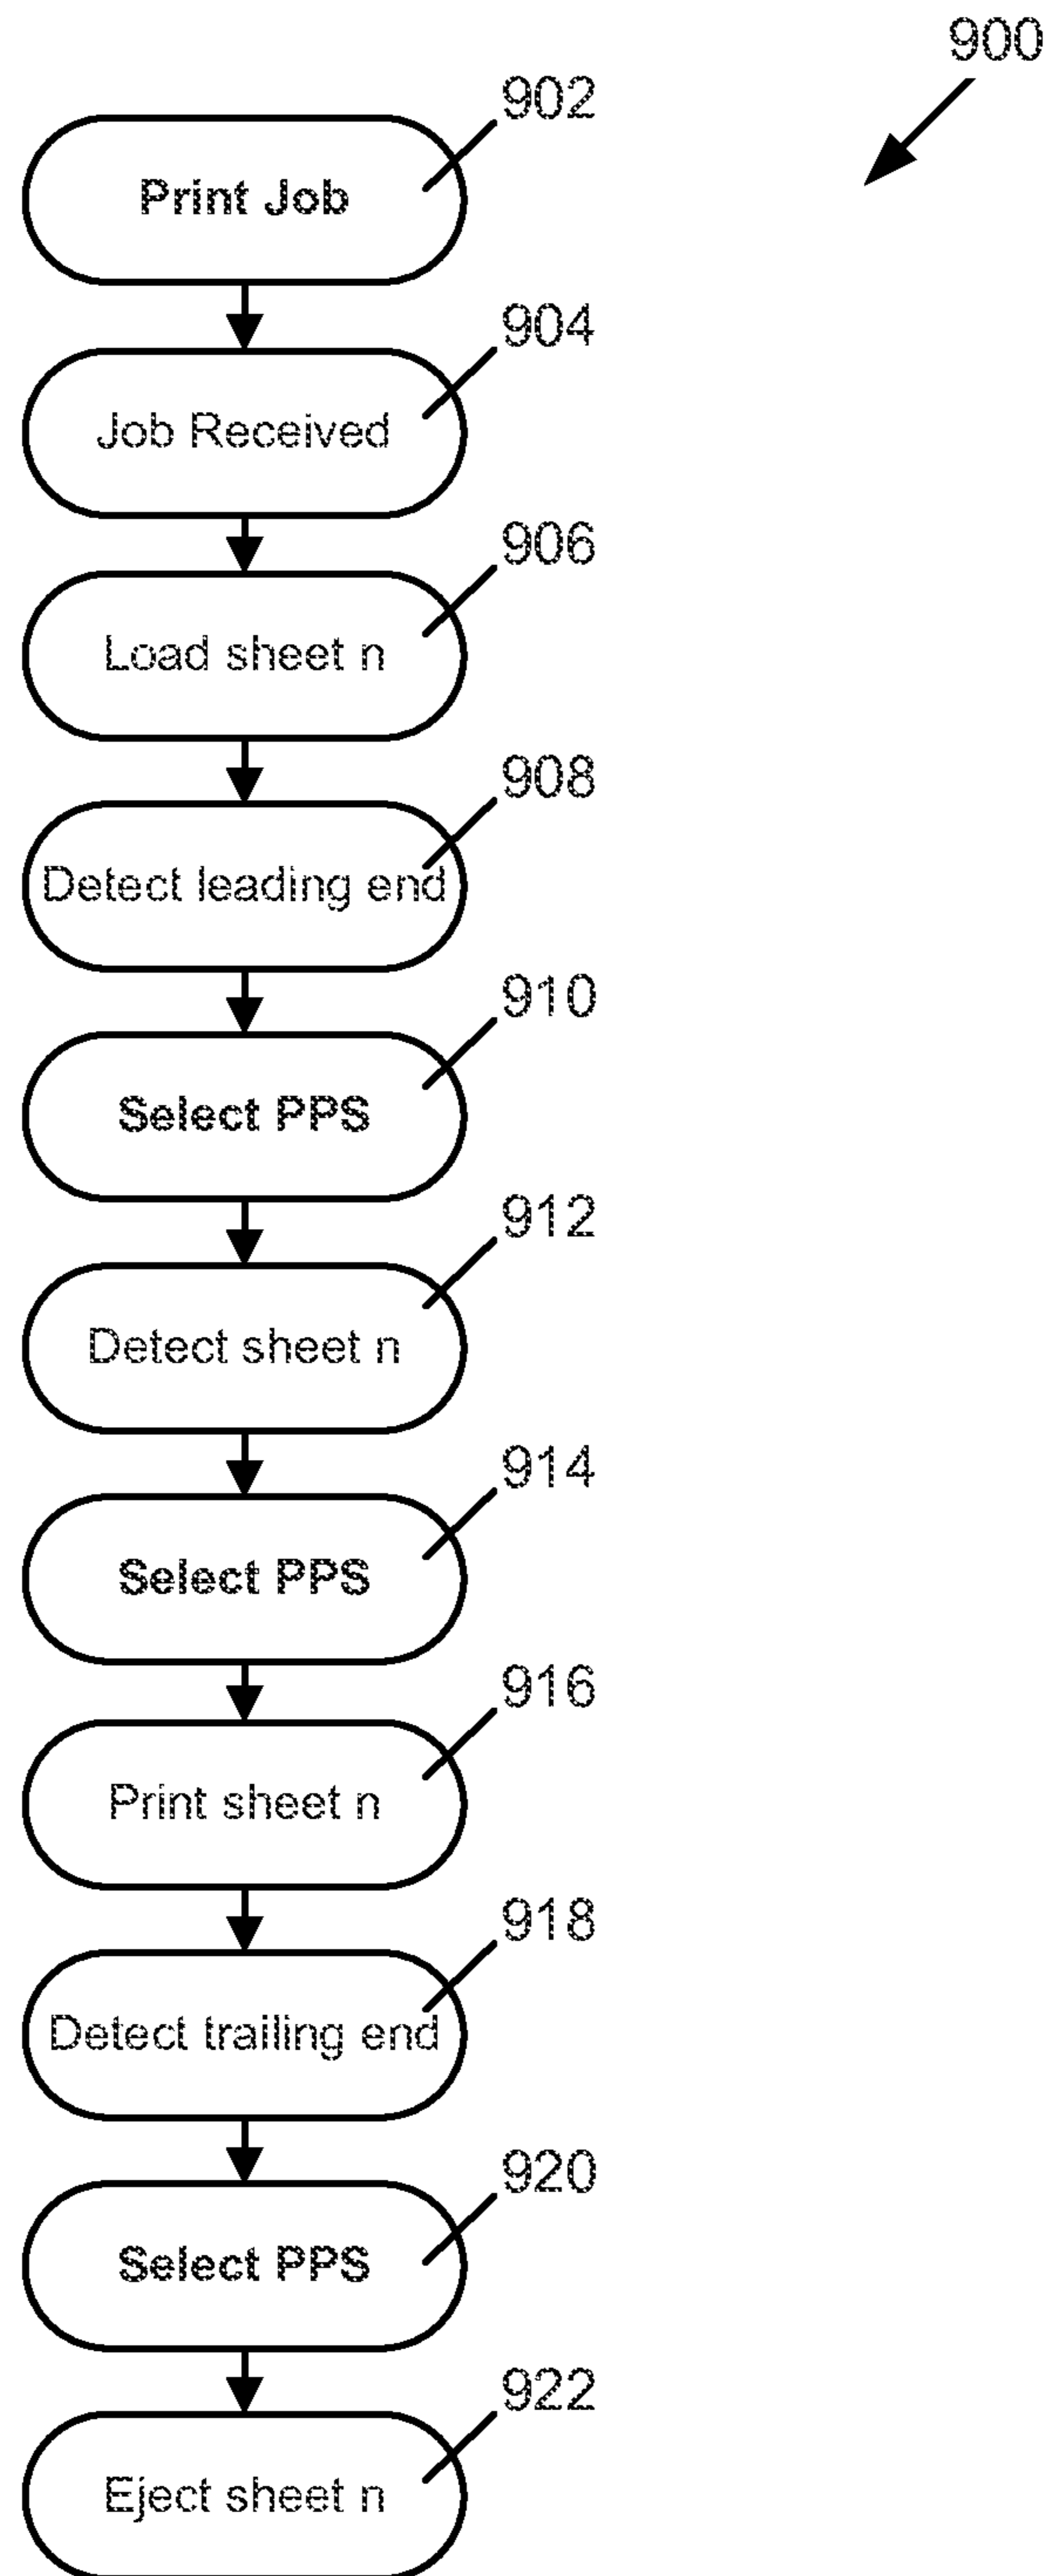 900
902
Print Job
904
Job Received
906
Load sheet n
908
Detect leading end
910
Select PPS
912
Detect sheet n
914
Select PPS
916
Print sheet n
918
Detect trailing end
920
Select PPS
922
Eject sheet n